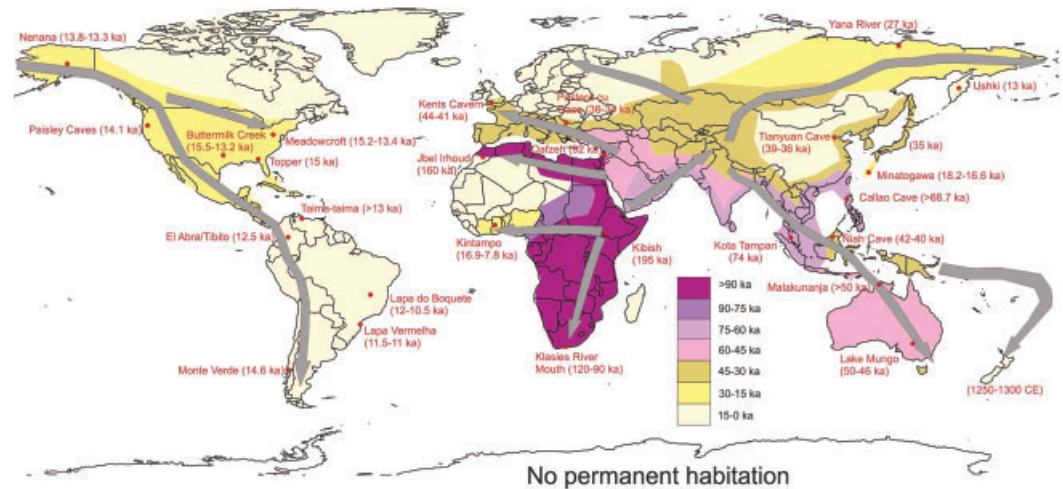 Nenana (13.8-13.3 ka)
Yana River (27 ka)
Ushki (13 ka)
Kents Cavern
(44-41 ka)
Paisley Caves (14.1 ka)
Buttermilk Creek
(15.5-13.2 ka)
Meadowcroft (15.2-13.4 ka)
Topper (15 ka)
Jbel Irhoud
(160 ka)
Qafzeh (92 ka)
Tianyuan Cave
(39-36 ka)
(35 ka)
Minatogawa (18.2-16.6 ka)
Callao Cave (>66.7 ka)
Taima-taima (>13 ka)
El Abra/Tibito (12.5 ka)
Kintampo
(16.9-7.8 ka)
Kibish
(195 ka)
Kota Tampan
(74 ka)
Niah Cave (42-40 ka)
Malakunanja (>50 ka)
Lapa do Boquete
(12-10.5 ka)
Lapa Vermelha
(11.5-11 ka)
Monte Verde (14.6 ka)
Klasies River
Mouth (120-90 ka)
Lake Mungo
(50-46 ka)
(1250-1300 CE)
>90 ka
90-75 ka
75-60 ka
60-45 ka
45-30 ka
30-15 ka
15-0 ka
No permanent habitation